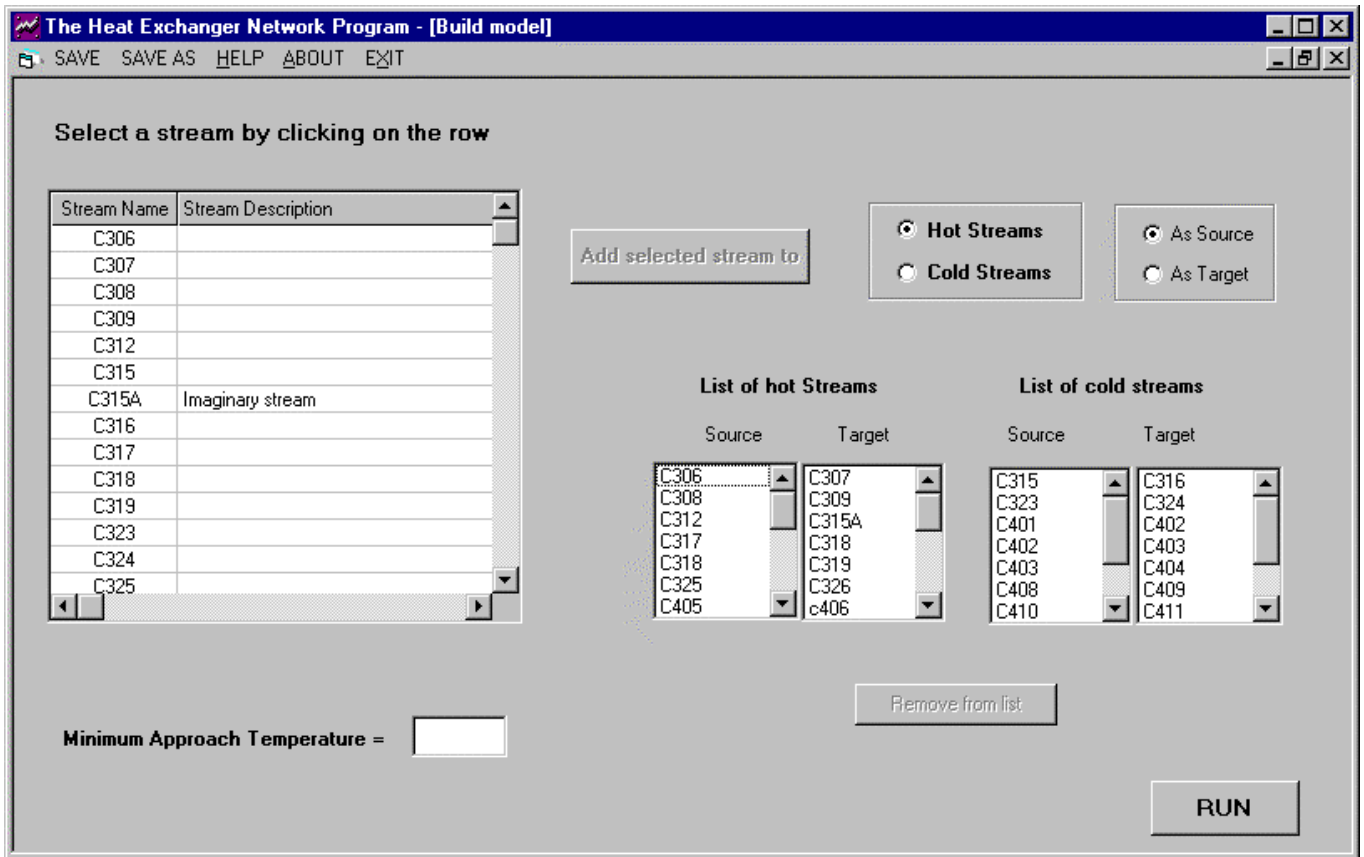 The Heat Exchanger Network Program - [Build model]
SAVE SAVE AS HELP ABOUT EXIT
Select a stream by clicking on the row
Stream Name Stream Description
C306
C307
C308
C309
C312
C315
C315A Imaginary stream
C316
C317
C318
C319
C323
C324
C325
Add selected stream to
Hot Streams
Cold Streams
As Source
As Target
List of hot Streams
Source Target
C306 C307
C308 C309
C312 C315A
C317 C318
C318 C319
C325 C326
C405 c406
List of cold streams
Source Target
C315 C316
C323 C324
C401 C402
C402 C403
C403 C404
C408 C409
C410 C411
Remove from list
Minimum Approach Temperature =
RUN